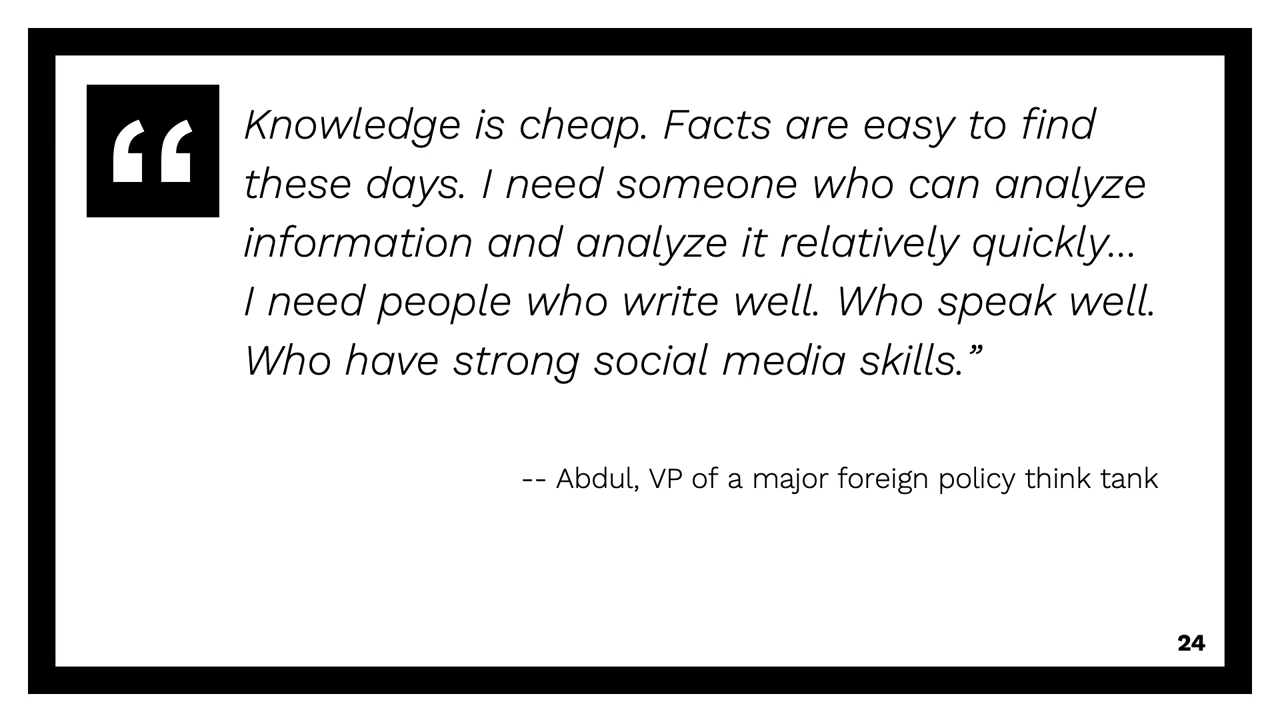 “
Knowledge is cheap. Facts are easy to find
these days. I need someone who can analyze
information and analyze it relatively quickly...
I need people who write well. Who speak well.
Who have strong social media skills.”
-- Abdul, VP of a major foreign policy think tank
24